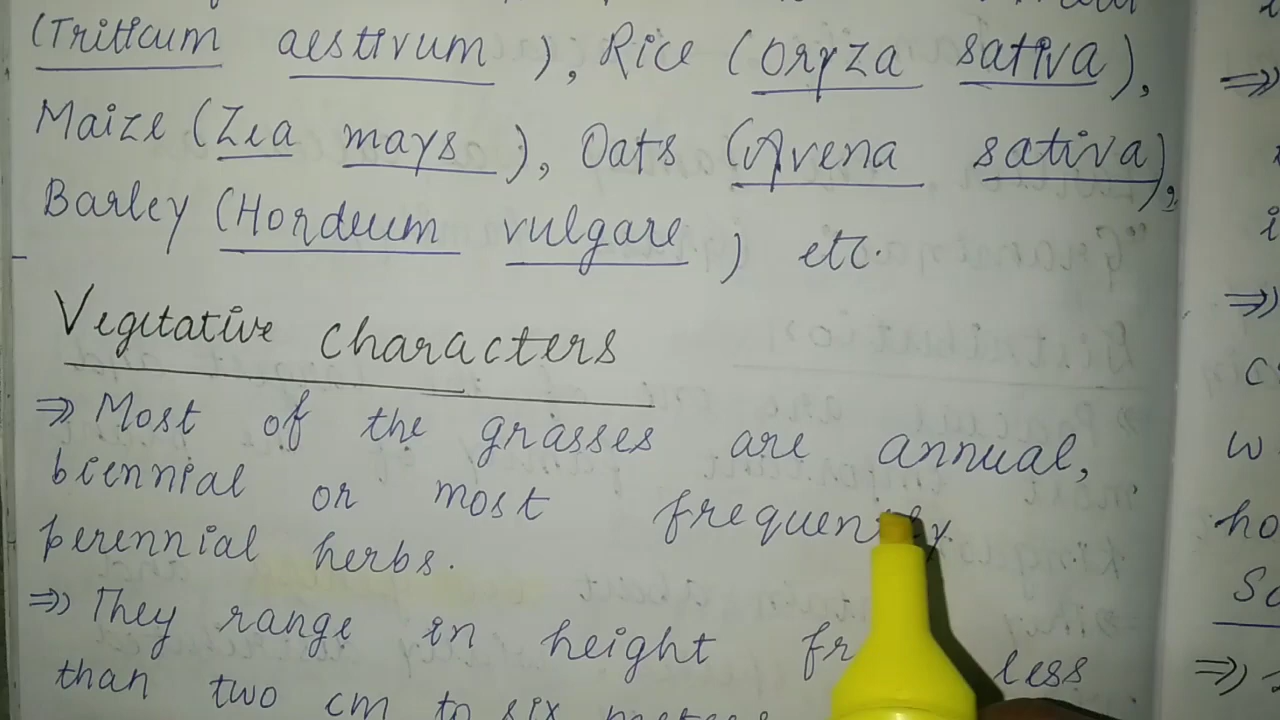 (Triticum aestivum ), Rice (Oryza sativa),
Maize (Zea mays ), Oats (Avena sativa),
Barley (Hordeum vulgare ) etc.
Vegetative characters
⇒ Most of the grasses are annual,
biennial or most frequently
perennial herbs.
⇒ They range in height less
than two cm to six meters